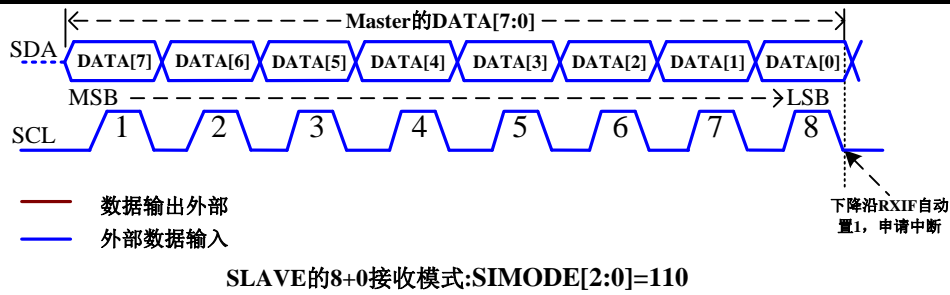 Master的DATA[7:0]
SDA
DATA[7] DATA[6] DATA[5] DATA[4] DATA[3] DATA[2] DATA[1] DATA[0]
MSB LSB
SCL
1 2 3 4 5 6 7 8
数据输出外部
外部数据输入
下降沿RXIF自动
置1，申请中断
SLAVE的8+0接收模式:SIMODE[2:0]=110